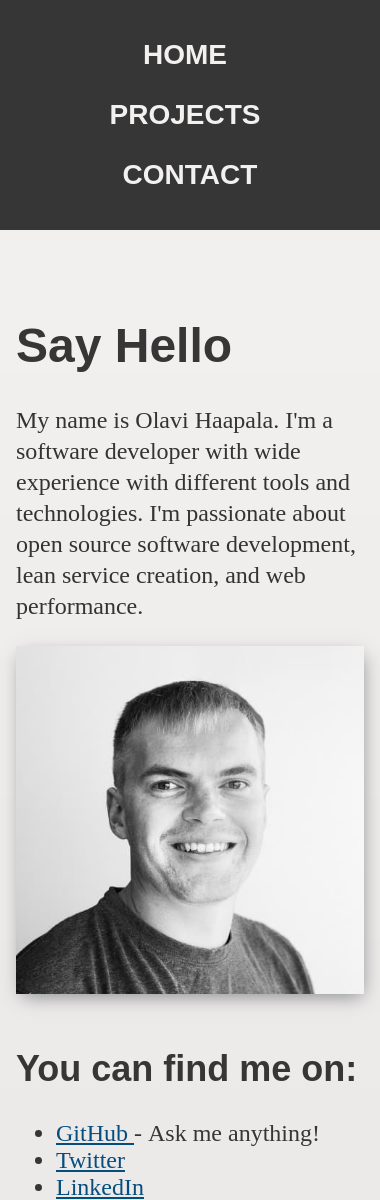 HOME
PROJECTS
CONTACT
Say Hello
My name is Olavi Haapala. I'm a
software developer with wide
experience with different tools and
technologies. I'm passionate about
open source software development,
lean service creation, and web
performance.
You can find me on:
GitHub - Ask me anything!
Twitter
LinkedIn